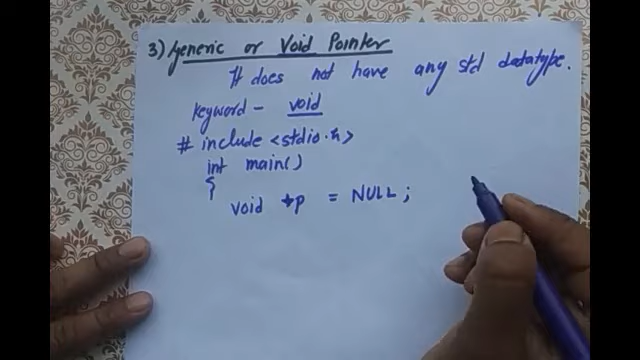 3) Generic or Void Pointer
It does not have any std datatype.
Keyword - void
# include <stdio.h>
int main()
{
void *p = NULL;